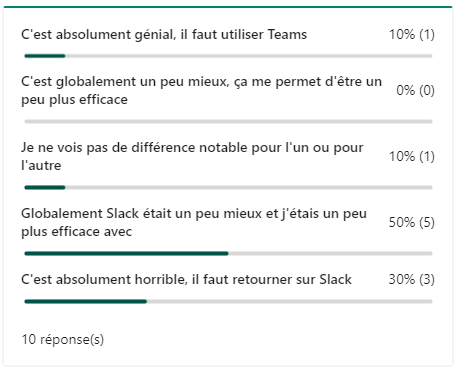 C'est absolument génial, il faut utiliser Teams 10% (1)
C'est globalement un peu mieux, ça me permet d'être un
peu plus efficace 0% (0)
Je ne vois pas de différence notable pour l'un ou pour
l'autre 10% (1)
Globalement Slack était un peu mieux et j'étais un peu
plus efficace avec 50% (5)
C'est absolument horrible, il faut retourner sur Slack 30% (3)
10 réponse(s)